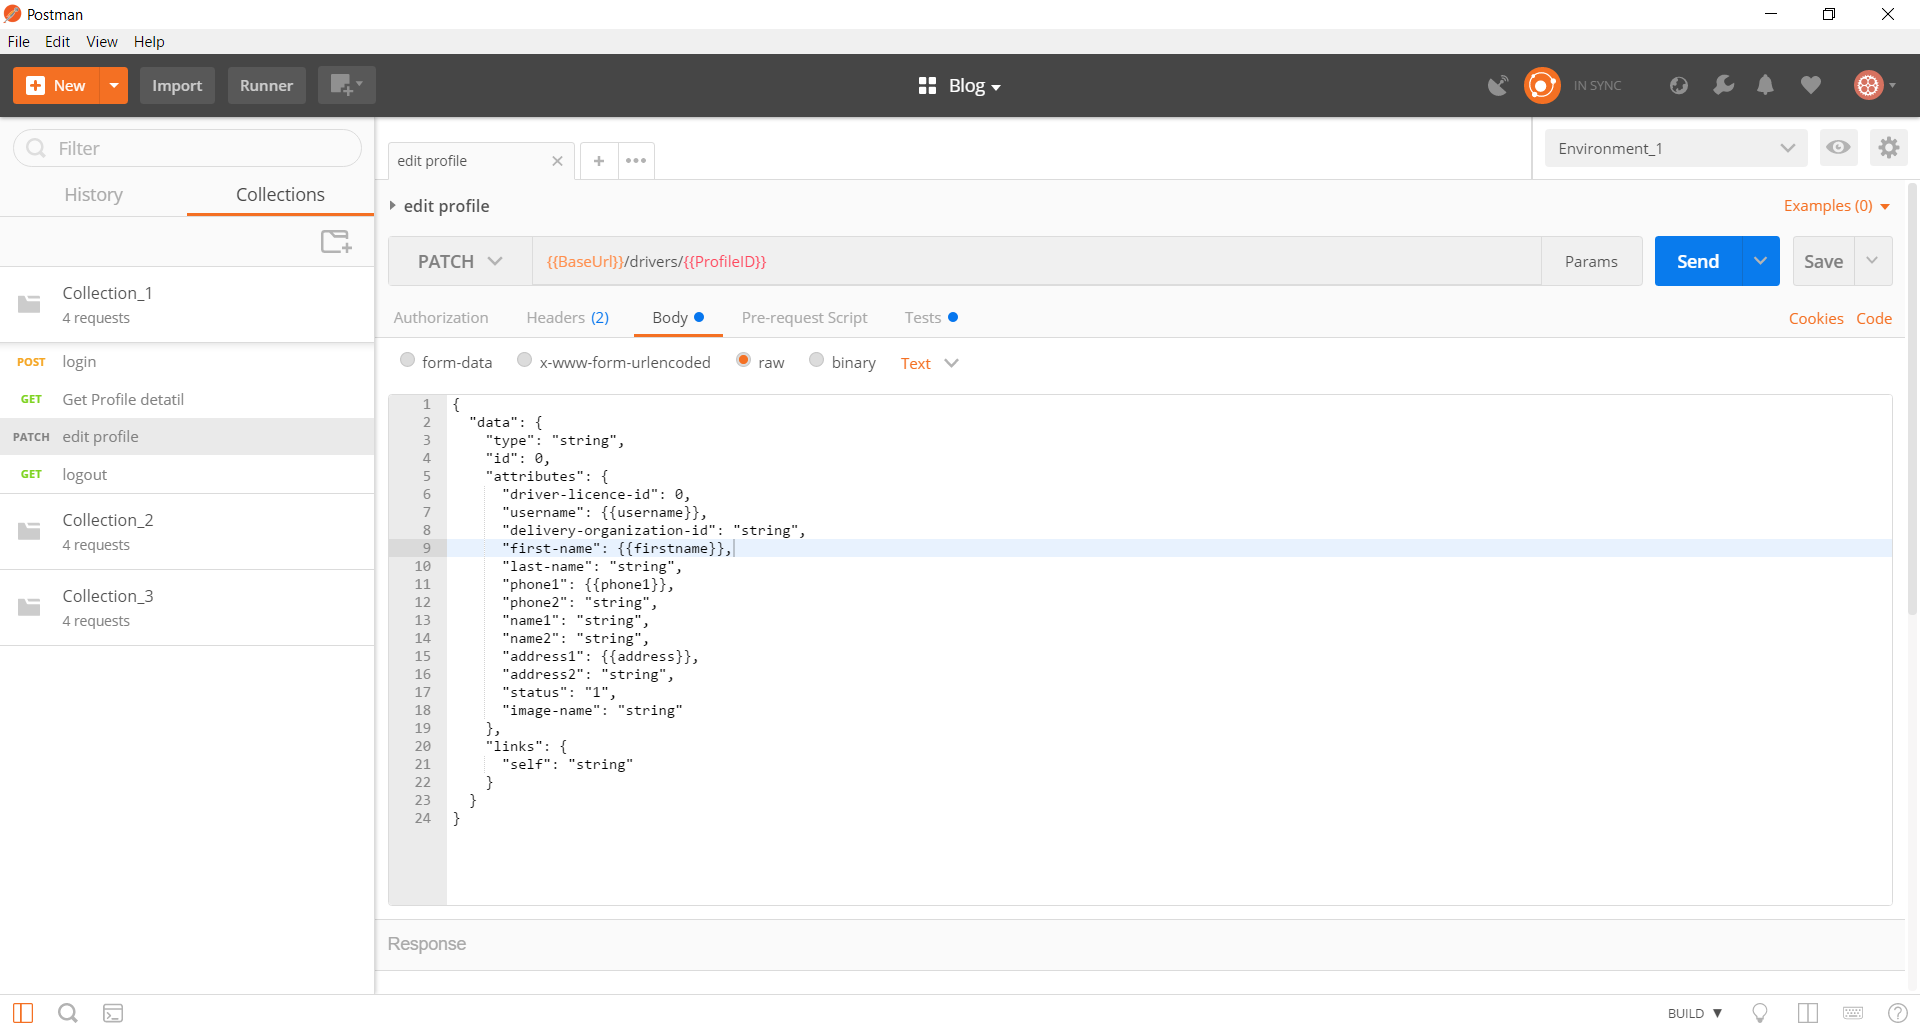 Postman
File Edit View Help
New Import Runner Blog IN SYNC
Filter
History Collections
Collection_1
4 requests
POST login
GET Get Profile detatil
PATCH edit profile
GET logout
Collection_2
4 requests
Collection_3
4 requests
edit profile
Environment_1
edit profile
Examples (0)
PATCH {{BaseUrl}}/drivers/{{ProfileID}} Params Send Save
Authorization Headers (2) Body Pre-request Script Tests Cookies Code
form-data x-www-form-urlencoded raw binary Text
1 {
2 "data": {
3 "type": "string",
4 "id": 0,
5 "attributes": {
6 "driver-licence-id": 0,
7 "username": {{username}},
8 "delivery-organization-id": "string",
9 "first-name": {{firstname}},
10 "last-name": "string",
11 "phone1": {{phone1}},
12 "phone2": "string",
13 "name1": "string",
14 "name2": "string",
15 "address1": {{address}},
16 "address2": "string",
17 "status": "1",
18 "image-name": "string"
19 },
20 "links": {
21 "self": "string"
22 }
23 }
24 }
Response
BUILD